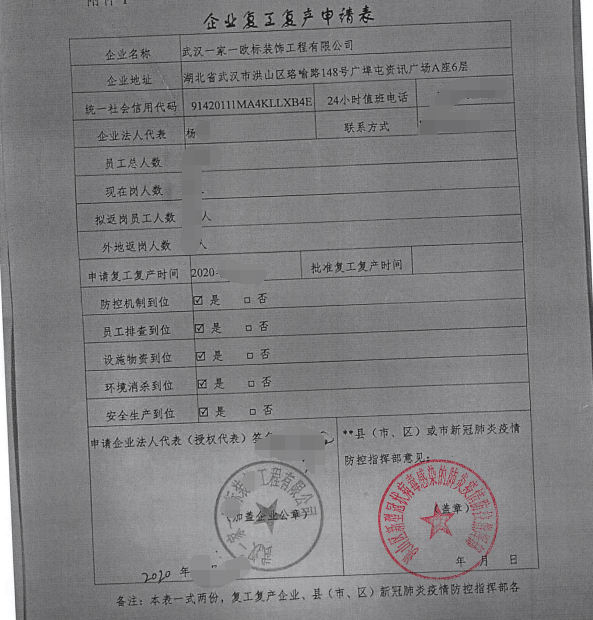 附件1
企业复工复产申请表
企业名称 武汉一家一欧标装饰工程有限公司
企业地址 湖北省武汉市洪山区珞喻路148号广埠屯资讯广场A座6层
统一社会信用代码 91420111MA4KLLXB4E 24小时值班电话
企业法人代表 杨 联系方式
员工总人数
现在岗人数 人
拟返岗员工人数 人
外地返岗人数 人
申请复工复产时间 2020- 批准复工复产时间
防控机制到位 ☑ 是 □ 否
员工排查到位 ☑ 是 □ 否
设施物资到位 ☑ 是 □ 否
环境消杀到位 ☑ 是 □ 否
安全生产到位 ☑ 是 □ 否
申请企业法人代表（授权代表）签
（加盖企业公章）
工程有限公司
2020 年
**县（市、区）或市新冠肺炎疫情
防控指挥部意见：
（盖章）
年 月 日
备注：本表一式两份，复工复产企业、县（市、区）新冠肺炎疫情防控指挥部各